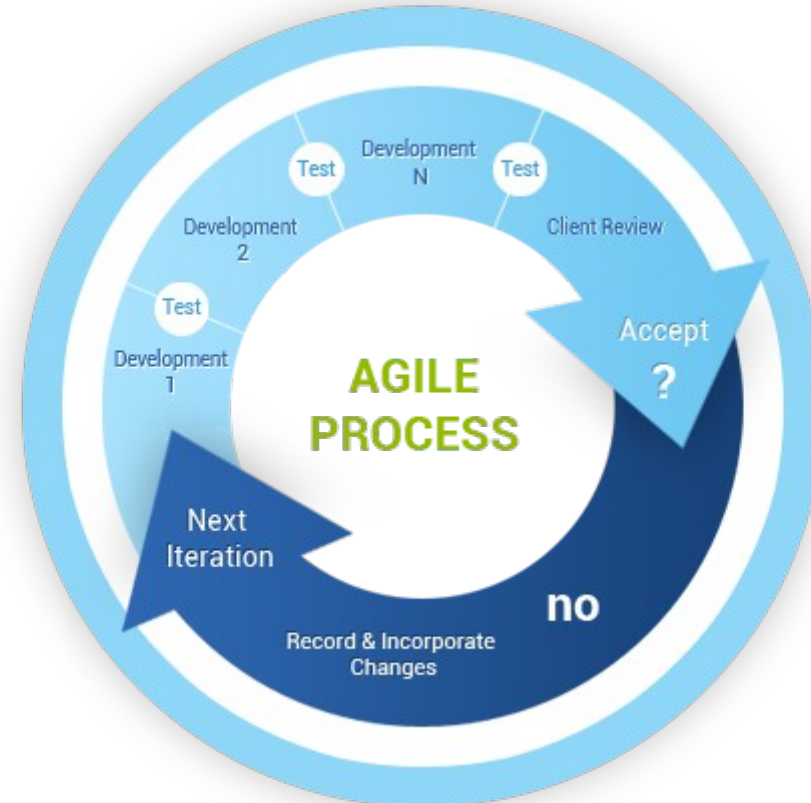 Development
1
Test
Development
2
Test
Development
N
Test
Client Review
Accept
?
no
Record & Incorporate
Changes
Next
Iteration
AGILE
PROCESS